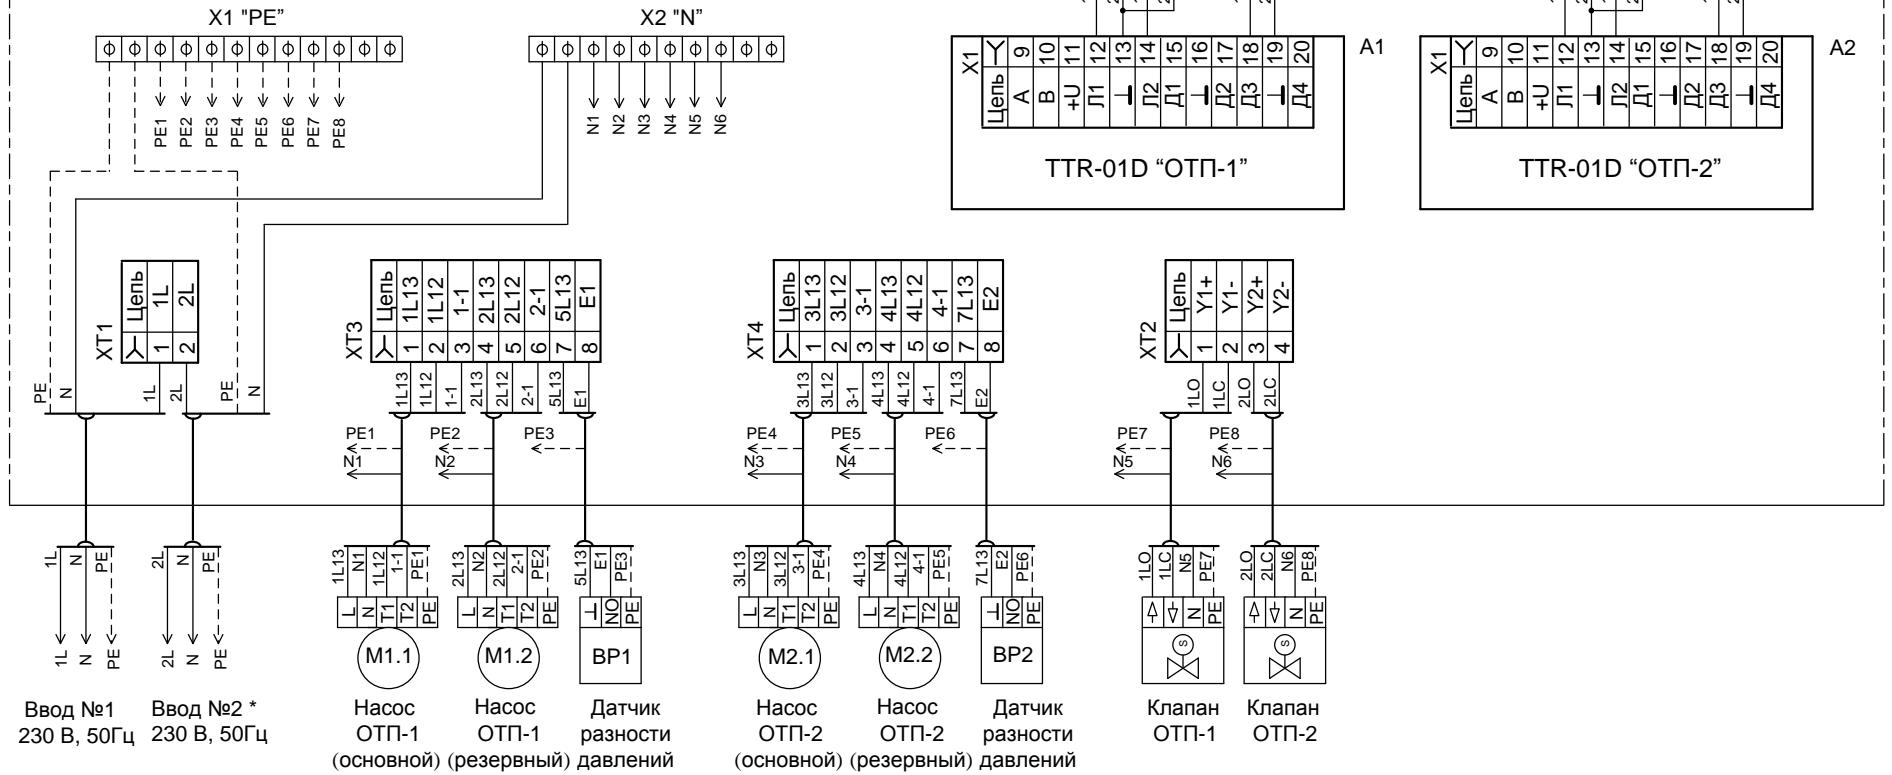 X1 "PE”
X2 "N”
PE1 PE2 PE3 PE4 PE5 PE6 PE7 PE8
N1 N2 N3 N4 N5 N6
X1
Цепь
9 A
10 B
11 +U
12 Л1
13 ⊥
14 Л2
15 Д1
16 ⊥
17 Д2
18 Д3
19 ⊥
20 Д4
TTR-01D “ОТП-1”
A1
X1
Цепь
9 A
10 B
11 +U
12 Л1
13 ⊥
14 Л2
15 Д1
16 ⊥
17 Д2
18 Д3
19 ⊥
20 Д4
TTR-01D “ОТП-2”
A2
XT1
Цепь
1 1L
2 2L
PE N 1L 2L PE N
XT3
Цепь
1 1L13
2 1L12
3 1-1
4 2L13
5 2L12
6 2-1
7 5L13
8 E1
1L13 1L12 1-1 2L13 2L12 2-1 5L13 E1
XT4
Цепь
1 3L13
2 3L12
3 3-1
4 4L13
5 4L12
6 4-1
7 7L13
8 E2
3L13 3L12 3-1 4L13 4L12 4-1 7L13 E2
XT2
Цепь
1 Y1+
2 Y1-
3 Y2+
4 Y2-
1LO 1LC 2LO 2LC
PE1 PE2 PE3 PE4 PE5 PE6 PE7 PE8
N1 N2 N3 N4 N5 N6
1L N PE
2L N PE
1L13 N1 1L12 1-1 PE1
2L13 N2 2L12 2-1 PE2
5L13 E1 PE3
3L13 N3 3L12 3-1 PE4
4L13 N4 4L12 4-1 PE5
7L13 E2 PE6
1LO 1LC N5 PE7
2LO 2LC N6 PE8
L N T1 T2 PE
L N T1 T2 PE
⊥ NO PE
L N T1 T2 PE
L N T1 T2 PE
⊥ NO PE
N PE
N PE
1L N PE
2L N PE
M1.1
M1.2
BP1
M2.1
M2.2
BP2
S
S
Ввод №1
230 В, 50Гц
Ввод №2 *
230 В, 50Гц
Насос
ОТП-1
(основной)
Насос
ОТП-1
(резервный)
Датчик
разности
давлений
Насос
ОТП-2
(основной)
Насос
ОТП-2
(резервный)
Датчик
разности
давлений
Клапан
ОТП-1
Клапан
ОТП-2